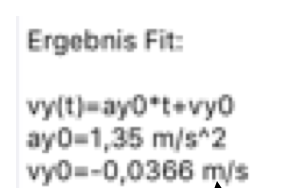 Ergebnis Fit:
vy(t)=ay0*t+vy0
ay0=1,35 m/s^2
vy0=-0,0366 m/s